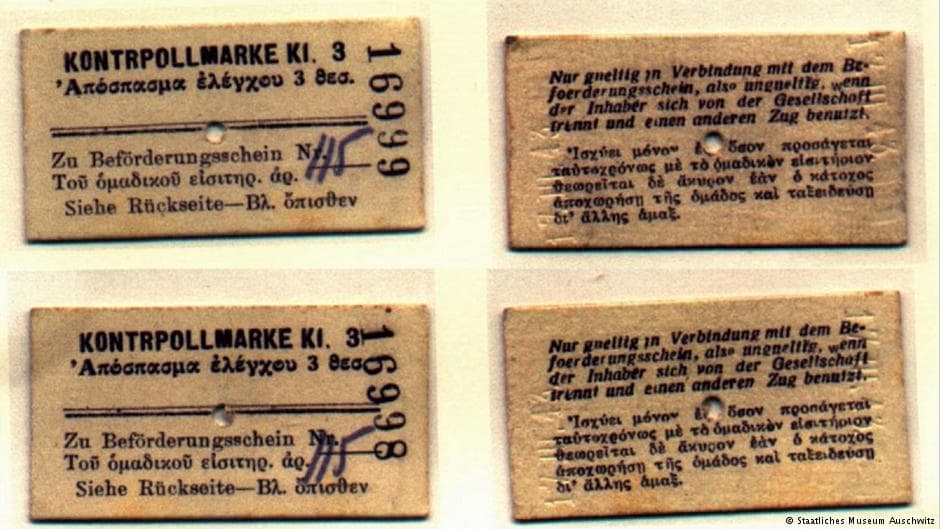 KONTRPOLLMARKE Kl. 3
'Απόσπασμα ἐλέγχου 3 θεσ.
16999
Zu Beförderungsschein Nr. 115
Τοῦ ὁμαδικοῦ εἰσιτηρ. ἀρ.
Siehe Rückseite—Βλ. ὄπισθεν
Nur gueltig in Verbindung mit dem Be-
foerderungsschein, also ungueltig, wenn
der Inhaber sich von der Gesellschaft
trennt und einen anderen Zug benutzt.
'Ισχύει μόνον ἐφ' ὅσον προσάγεται
ταὐτοχρόνως μὲ τὸ ὁμαδικὸν εἰσιτήριον
θεωρεῖται δὲ ἄκυρον ἐὰν ὁ κάτοχος
ἀποχωρήσῃ τῆς ὁμάδος καὶ ταξειδεύσῃ
δι' ἄλλης ἁμαξ.
KONTRPOLLMARKE Kl. 3
'Απόσπασμα ἐλέγχου 3 θεσ.
16998
Zu Beförderungsschein Nr. 115
Τοῦ ὁμαδικοῦ εἰσιτηρ. ἀρ.
Siehe Rückseite—Βλ. ὄπισθεν
Nur gueltig in Verbindung mit dem Be-
foerderungsschein, also ungueltig, wenn
der Inhaber sich von der Gesellschaft
trennt und einen anderen Zug benutzt.
'Ισχύει μόνον ἐφ' ὅσον προσάγεται
ταὐτοχρόνως μὲ τὸ ὁμαδικὸν εἰσιτήριον
θεωρεῖται δὲ ἄκυρον ἐὰν ὁ κάτοχος
ἀποχωρήσῃ τῆς ὁμάδος καὶ ταξειδεύσῃ
δι' ἄλλης ἁμαξ.
© Staatliches Museum Auschwitz